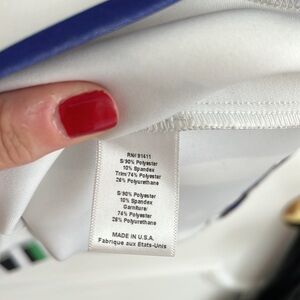 RN# 91411
S/90% Polyester
10% Spandex
Trim/74% Polyester
26% Polyurethane
S/90% Polyester
10% Spandex
Garniture/
74% Polyester
26% Polyurethane
MADE IN U.S.A.
Fabrique aux États-Unis